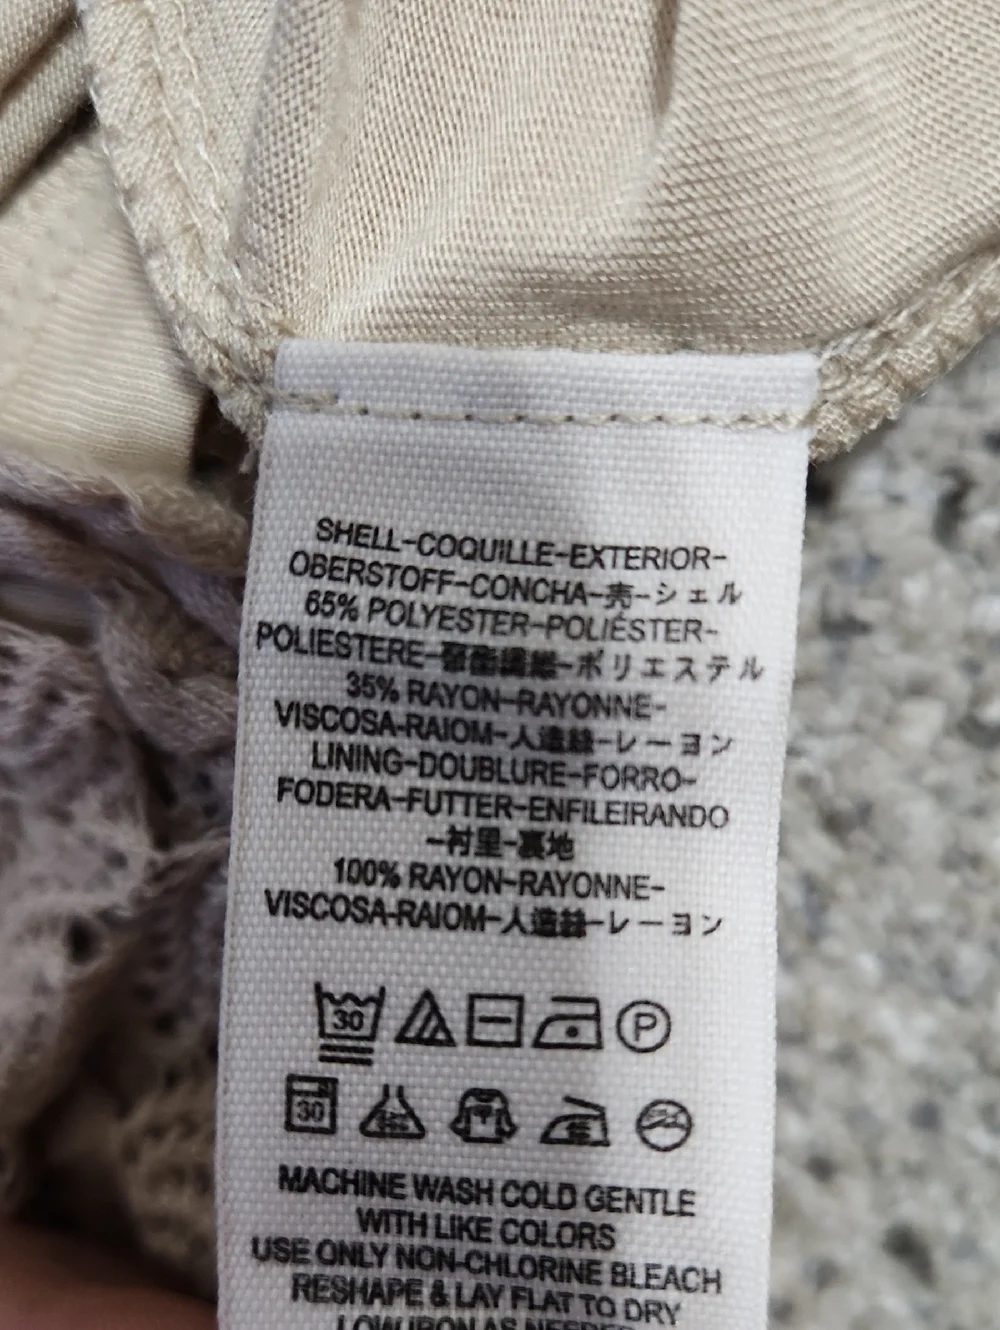 SHELL-COQUILLE-EXTERIOR-
OBERSTOFF-CONCHA-売-シェル
65% POLYESTER-POLIÉSTER-
POLIESTERE-聚酯纖維-ポリエステル
35% RAYON-RAYONNE-
VISCOSA-RAIOM-人造絲-レーヨン
LINING-DOUBLURE-FORRO-
FODERA-FUTTER-ENFILEIRANDO
-衬里-裏地
100% RAYON-RAYONNE-
VISCOSA-RAIOM-人造絲-レーヨン
30
P
30
MACHINE WASH COLD GENTLE
WITH LIKE COLORS
USE ONLY NON-CHLORINE BLEACH
RESHAPE & LAY FLAT TO DRY
LOW IRON AS NEEDED